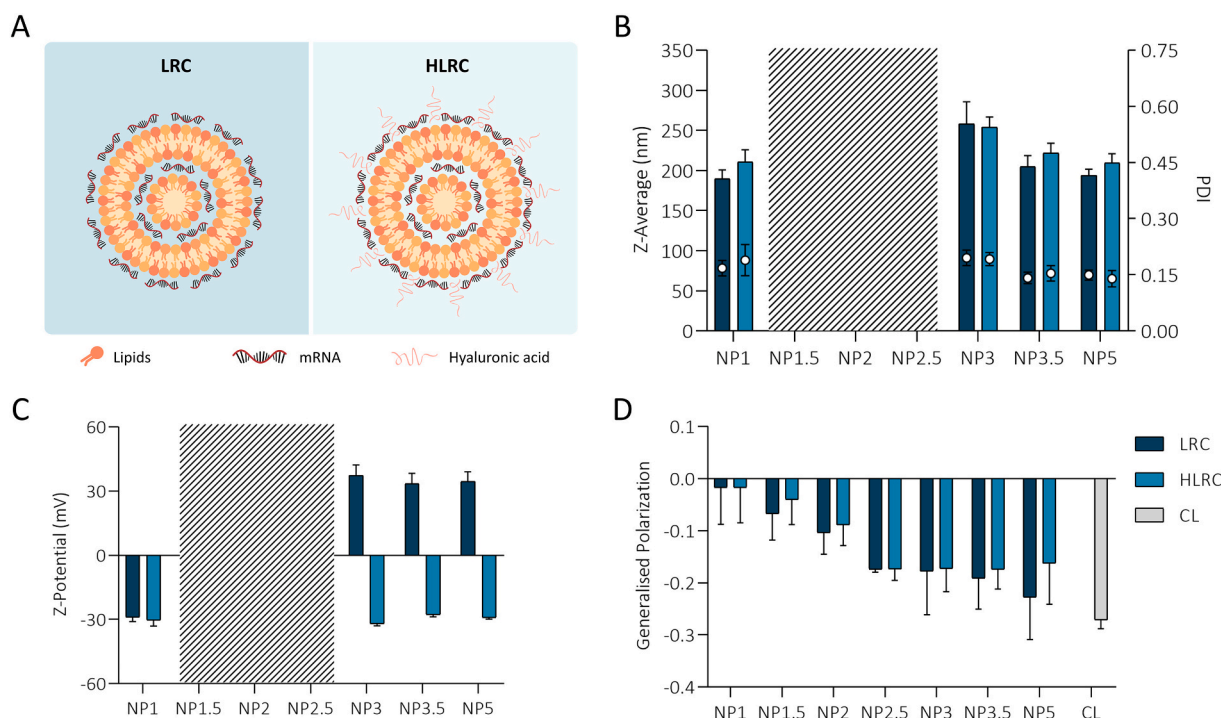 A
LRC
HLRC
Lipids
mRNA
Hyaluronic acid
B
350
300
250
200
150
100
50
0
Z-Average (nm)
0.75
0.60
0.45
0.30
0.15
0.00
PDI
NP1 NP1.5 NP2 NP2.5 NP3 NP3.5 NP5
C
60
30
0
-30
-60
Z-Potential (mV)
NP1 NP1.5 NP2 NP2.5 NP3 NP3.5 NP5
D
0.1
0.0
-0.1
-0.2
-0.3
-0.4
Generalised Polarization
NP1 NP1.5 NP2 NP2.5 NP3 NP3.5 NP5 CL
LRC
HLRC
CL